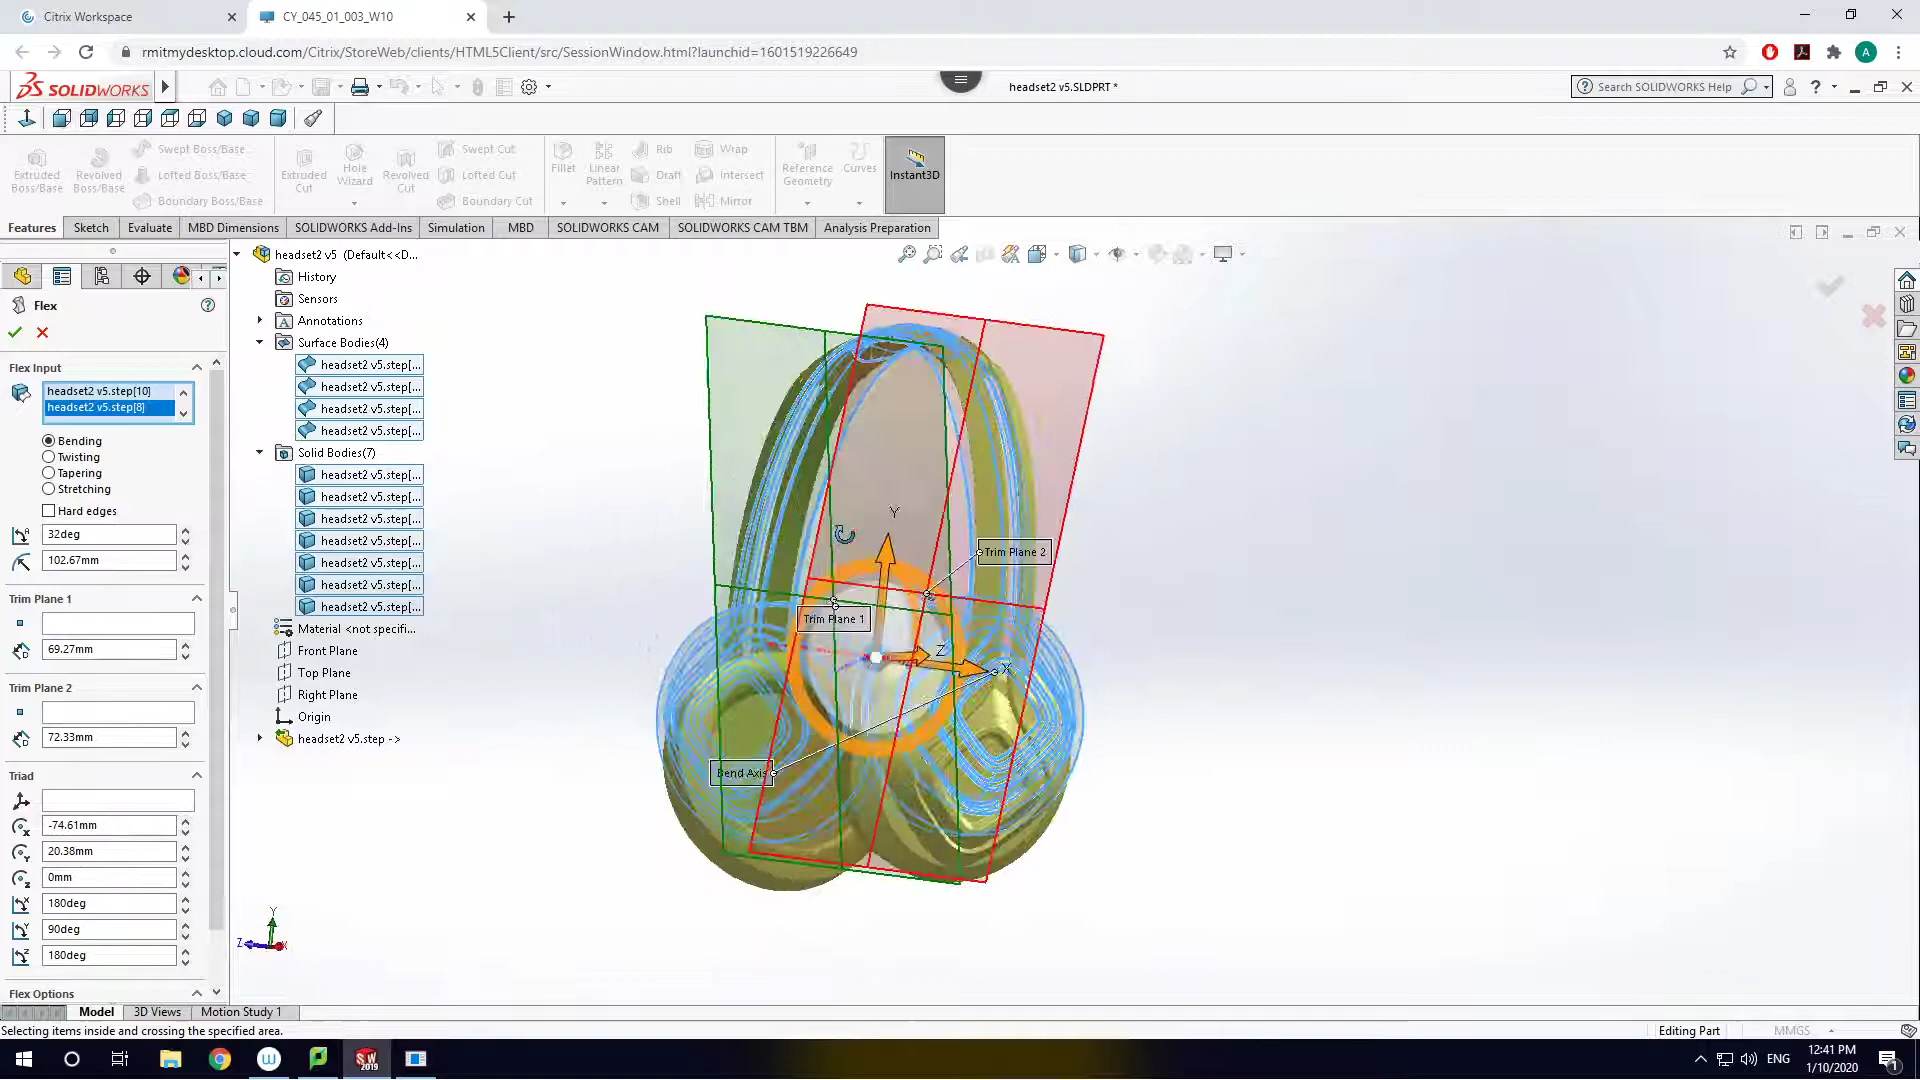 Citrix Workspace
CY_045_01_003_W10
rmitmydesktop.cloud.com/Citrix/StoreWeb/clients/HTML5Client/src/SessionWindow.html?launchid=1601519226649
A
SOLIDWORKS
headset2 v5.SLDPRT *
Search SOLIDWORKS Help
Extruded Boss/Base
Revolved Boss/Base
Swept Boss/Base
Lofted Boss/Base
Boundary Boss/Base
Extruded Cut
Hole Wizard
Revolved Cut
Swept Cut
Lofted Cut
Boundary Cut
Fillet
Linear Pattern
Rib
Draft
Shell
Wrap
Intersect
Mirror
Reference Geometry
Curves
Instant3D
Features
Sketch
Evaluate
MBD Dimensions
SOLIDWORKS Add-Ins
Simulation
MBD
SOLIDWORKS CAM
SOLIDWORKS CAM TBM
Analysis Preparation
Flex
Flex Input
headset2 v5.step[10]
headset2 v5.step[8]
Bending
Twisting
Tapering
Stretching
Hard edges
32deg
102.67mm
Trim Plane 1
69.27mm
Trim Plane 2
72.33mm
Triad
-74.61mm
20.38mm
0mm
180deg
90deg
180deg
Flex Options
headset2 v5 (Default<<D...
History
Sensors
Annotations
Surface Bodies(4)
headset2 v5.step[...
headset2 v5.step[...
headset2 v5.step[...
headset2 v5.step[...
Solid Bodies(7)
headset2 v5.step[...
headset2 v5.step[...
headset2 v5.step[...
headset2 v5.step[...
headset2 v5.step[...
headset2 v5.step[...
headset2 v5.step[...
Material <not specifi...
Front Plane
Top Plane
Right Plane
Origin
headset2 v5.step ->
Y
Trim Plane 2
Trim Plane 1
Z
X
Bend Axis
Y
Z
X
Model
3D Views
Motion Study 1
Selecting items inside and crossing the specified area.
Editing Part
MMGS
SW 2019
ENG
12:41 PM
1/10/2020
1